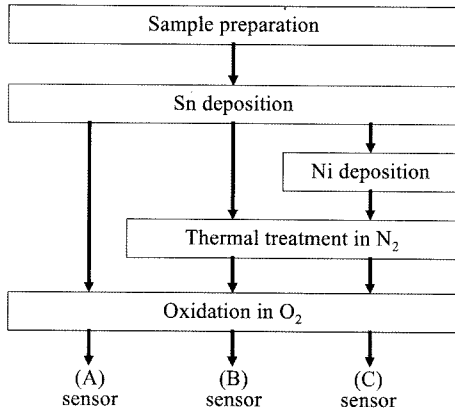 Sample preparation
Sn deposition
Ni deposition
Thermal treatment in N₂
Oxidation in O₂
(A) (B) (C)
sensor sensor sensor